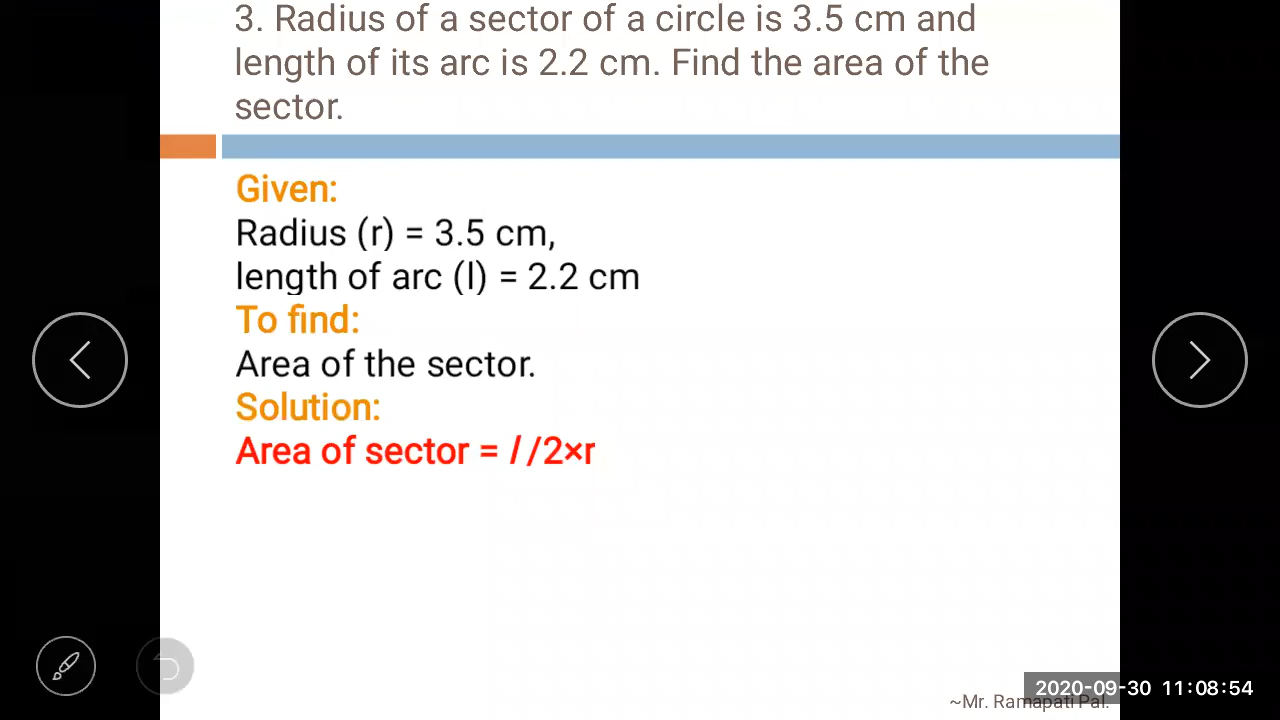 3. Radius of a sector of a circle is 3.5 cm and
length of its arc is 2.2 cm. Find the area of the
sector.
Given:
Radius (r) = 3.5 cm,
length of arc (l) = 2.2 cm
To find:
Area of the sector.
Solution:
Area of sector = l /2×r
2020-09-30 11:08:54
~Mr. Ramapati Pal.